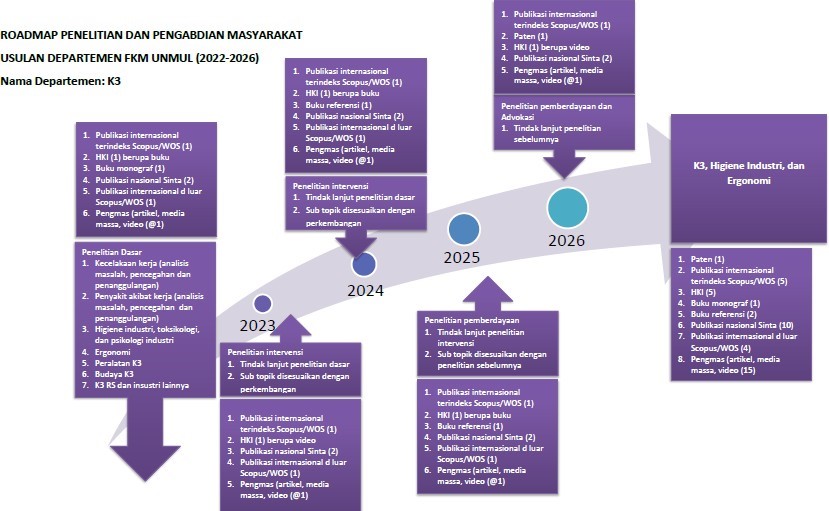 ROADMAP PENELITIAN DAN PENGABDIAN MASYARAKAT
USULAN DEPARTEMEN FKM UNMUL (2022-2026)
Nama Departemen: K3
1. Publikasi internasional
terindeks Scopus/WOS (1)
2. HKI (1) berupa buku
3. Buku monograf (1)
4. Publikasi nasional Sinta (2)
5. Publikasi internasional d luar
Scopus/WOS (1)
6. Pengmas (artikel, media
massa, video (@1)
Penelitian Dasar
1. Kecelakaan kerja (analisis
masalah, pencegahan dan
penanggulangan)
2. Penyakit akibat kerja (analisis
masalah, pencegahan dan
penanggulangan)
3. Higiene industri, toksikologi,
dan psikologi industri
4. Ergonomi
5. Peralatan K3
6. Budaya K3
7. K3 RS dan insustri lainnya
2023
Penelitian intervensi
1. Tindak lanjut penelitian dasar
2. Sub topik disesuaikan dengan
perkembangan
1. Publikasi internasional
terindeks Scopus/WOS (1)
2. HKI (1) berupa video
3. Publikasi nasional Sinta (2)
4. Publikasi internasional d luar
Scopus/WOS (1)
5. Pengmas (artikel, media
massa, video (@1)
1. Publikasi internasional
terindeks Scopus/WOS (1)
2. HKI (1) berupa buku
3. Buku referensi (1)
4. Publikasi nasional Sinta (2)
5. Publikasi internasional d luar
Scopus/WOS (1)
6. Pengmas (artikel, media
massa, video (@1)
Penelitian intervensi
1. Tindak lanjut penelitian dasar
2. Sub topik disesuaikan dengan
perkembangan
2024
2025
Penelitian pemberdayaan
1. Tindak lanjut penelitian
intervensi
2. Sub topik disesuaikan dengan
penelitian sebelumnya
1. Publikasi internasional
terindeks Scopus/WOS (1)
2. HKI (1) berupa buku
3. Buku referensi (1)
4. Publikasi nasional Sinta (2)
5. Publikasi internasional d luar
Scopus/WOS (1)
6. Pengmas (artikel, media
massa, video (@1)
1. Publikasi internasional
terindeks Scopus/WOS (1)
2. Paten (1)
3. HKI (1) berupa video
4. Publikasi nasional Sinta (2)
5. Pengmas (artikel, media
massa, video (@1)
Penelitian pemberdayaan dan
Advokasi
1. Tindak lanjut penelitian
sebelumnya
2026
K3, Higiene Industri, dan
Ergonomi
1. Paten (1)
2. Publikasi internasional
terindeks Scopus/WOS (5)
3. HKI (5)
4. Buku monograf (1)
5. Buku referensi (2)
6. Publikasi nasional Sinta (10)
7. Publikasi internasional d luar
Scopus/WOS (4)
8. Pengmas (artikel, media
massa, video (15)